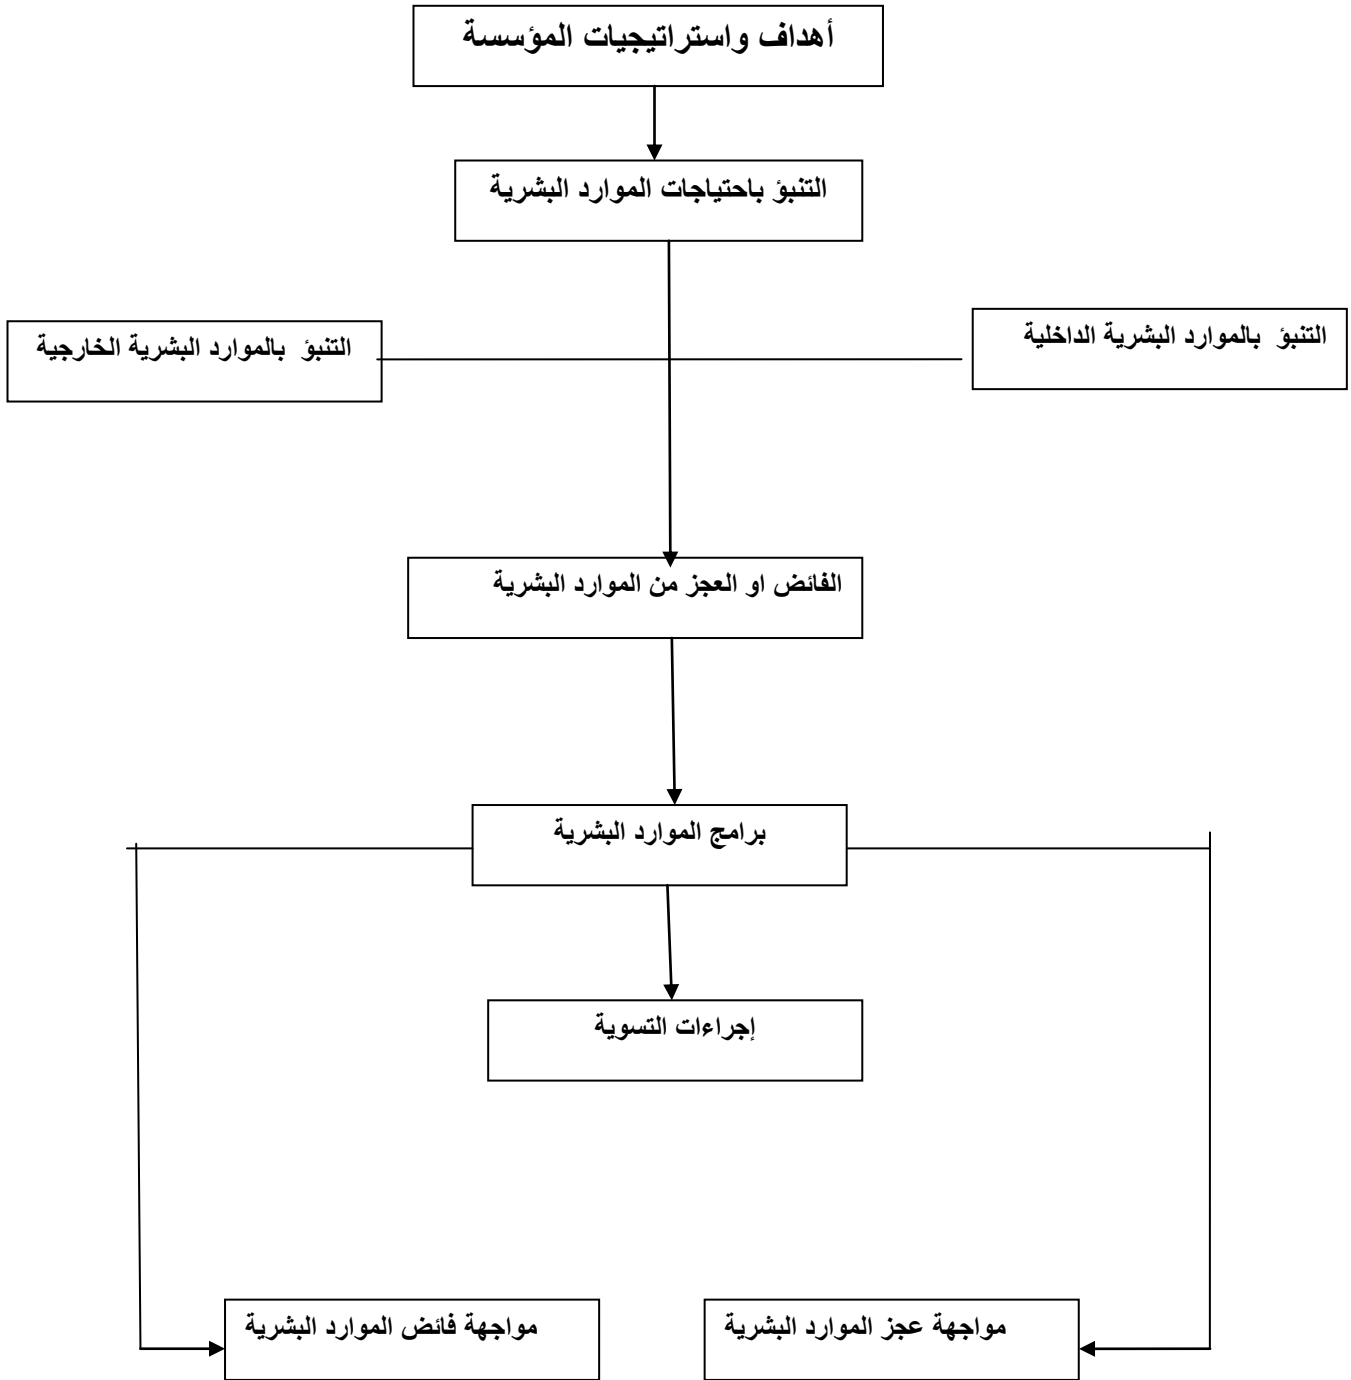 أهداف واستراتيجيات المؤسسة
التنبؤ باحتياجات الموارد البشرية
التنبؤ بالموارد البشرية الداخلية
التنبؤ بالموارد البشرية الخارجية
الفائض او العجز من الموارد البشرية
برامج الموارد البشرية
إجراءات التسوية
مواجهة عجز الموارد البشرية
مواجهة فائض الموارد البشرية